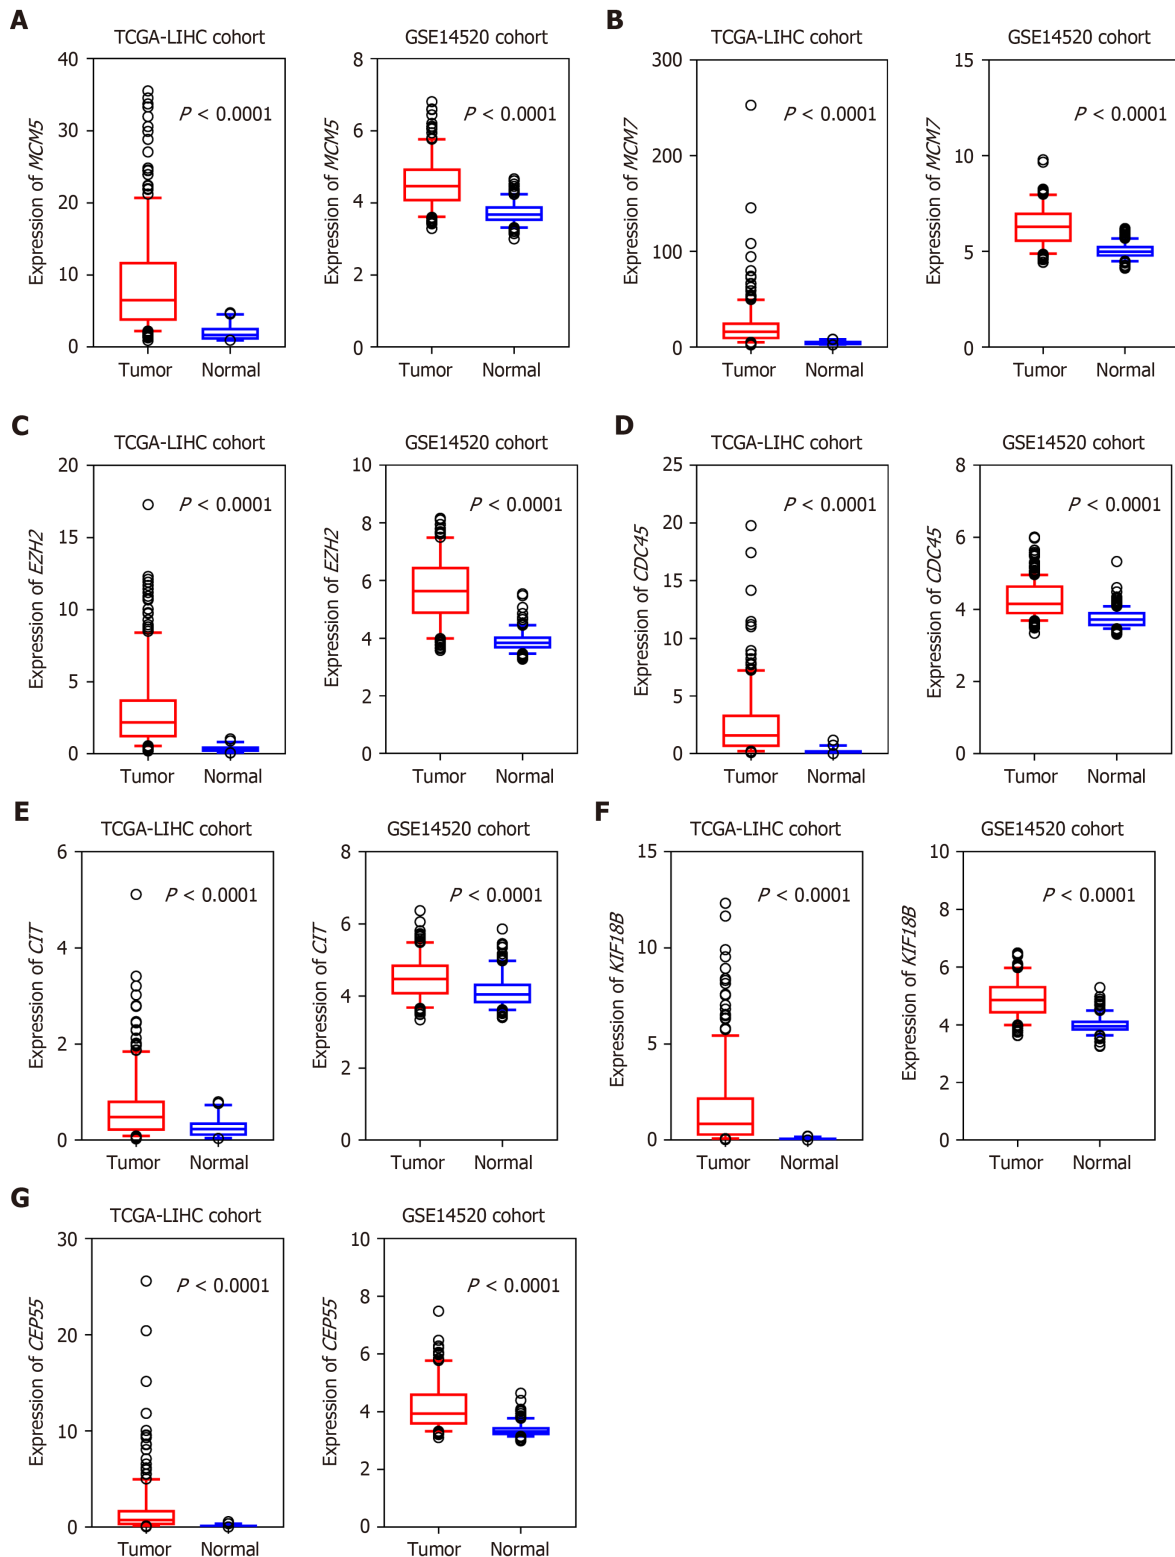 A
TCGA-LIHC cohort
Expression of MCM5
40
30
20
10
0
P < 0.0001
Tumor Normal
GSE14520 cohort
Expression of MCM5
8
6
4
2
0
P < 0.0001
Tumor Normal
B
TCGA-LIHC cohort
Expression of MCM7
300
200
100
0
P < 0.0001
Tumor Normal
GSE14520 cohort
Expression of MCM7
15
10
5
0
P < 0.0001
Tumor Normal
C
TCGA-LIHC cohort
Expression of EZH2
20
15
10
5
0
P < 0.0001
Tumor Normal
GSE14520 cohort
Expression of EZH2
10
8
6
4
2
0
P < 0.0001
Tumor Normal
D
TCGA-LIHC cohort
Expression of CDC45
25
20
15
10
5
0
P < 0.0001
Tumor Normal
GSE14520 cohort
Expression of CDC45
8
6
4
2
0
P < 0.0001
Tumor Normal
E
TCGA-LIHC cohort
Expression of CIT
6
4
2
0
P < 0.0001
Tumor Normal
GSE14520 cohort
Expression of CIT
8
6
4
2
0
P < 0.0001
Tumor Normal
F
TCGA-LIHC cohort
Expression of KIF18B
15
10
5
0
P < 0.0001
Tumor Normal
GSE14520 cohort
Expression of KIF18B
10
8
6
4
2
0
P < 0.0001
Tumor Normal
G
TCGA-LIHC cohort
Expression of CEP55
30
20
10
0
P < 0.0001
Tumor Normal
GSE14520 cohort
Expression of CEP55
10
8
6
4
2
0
P < 0.0001
Tumor Normal